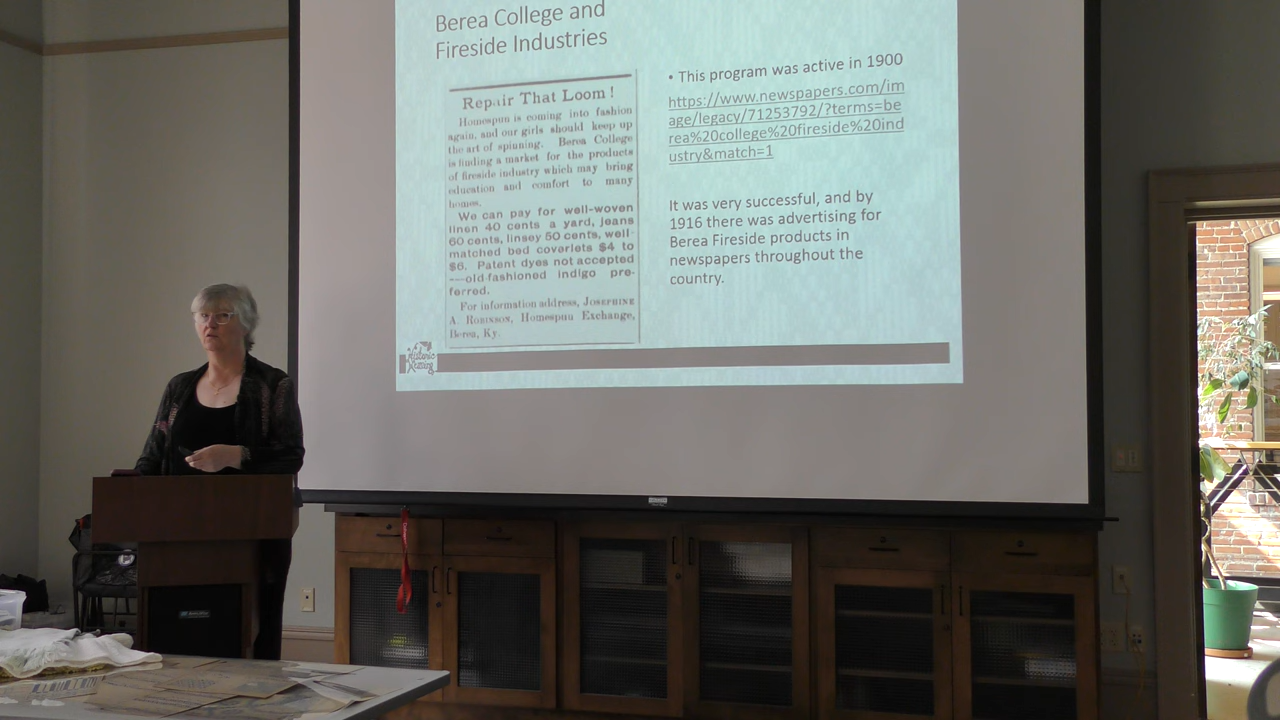 Berea College and
Fireside Industries
Repair That Loom!
Homespun is coming into fashion
again, and our girls should keep up
the art of spinning. Berea College
is finding a market for the products
of fireside industry which may bring
education and comfort to many
homes.
We can pay for well-woven
linen 40 cents a yard, jeans
60 cents, linsey 50 cents, well-
matched bed coverlets $4 to
$6. Patent dyes not accepted
—old-fashioned indigo pre-
ferred.
For information address, JOSEPHINE
A. ROBINSON, Homespun Exchange,
Berea, Ky.
• This program was active in 1900
https://www.newspapers.com/im
age/legacy/71253792/?terms=be
rea%20college%20fireside%20ind
ustry&match=1
It was very successful, and by
1916 there was advertising for
Berea Fireside products in
newspapers throughout the
country.
Historic